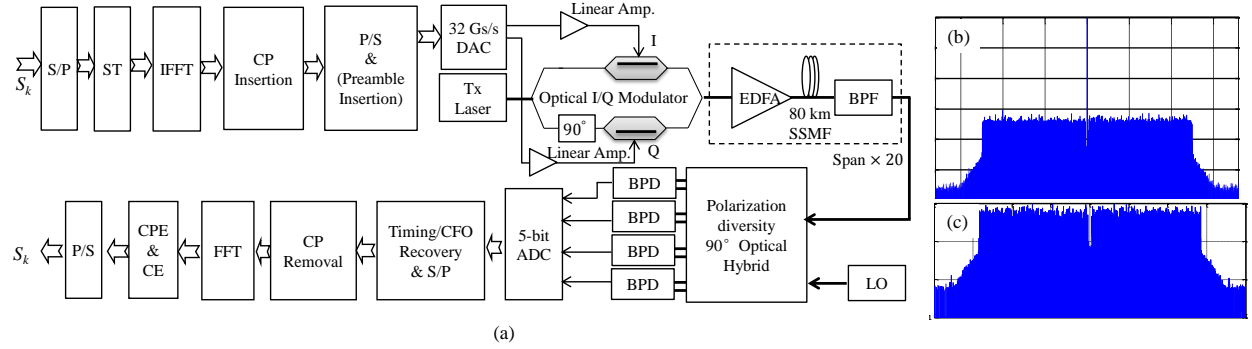 S_k
S/P
ST
IFFT
CP
Insertion
P/S
&
(Preamble
Insertion)
32 Gs/s
DAC
Linear Amp.
I
Tx
Laser
Optical I/Q Modulator
90°
Linear Amp.
Q
EDFA
80 km
SSMF
BPF
Span × 20
(b)
S_k
P/S
CPE
&
CE
FFT
CP
Removal
Timing/CFO
Recovery
& S/P
5-bit
ADC
BPD
BPD
BPD
BPD
Polarization
diversity
90° Optical
Hybrid
LO
(c)
(a)